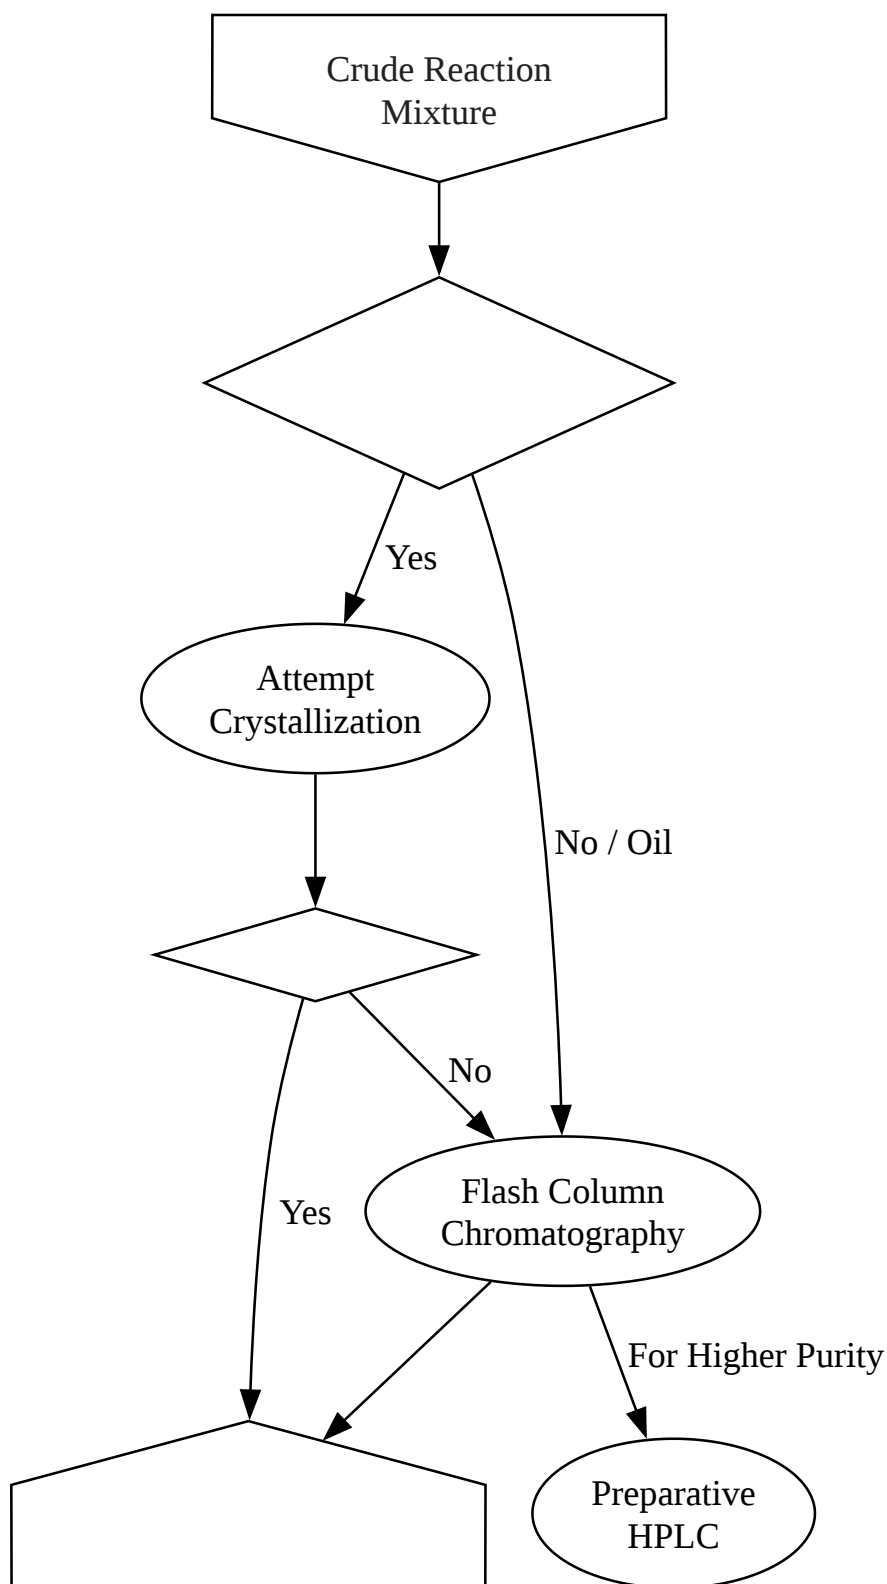 Crude Reaction
Mixture
Yes
Attempt
Crystallization
No / Oil
No
Flash Column
Chromatography
Yes
For Higher Purity
Preparative
HPLC